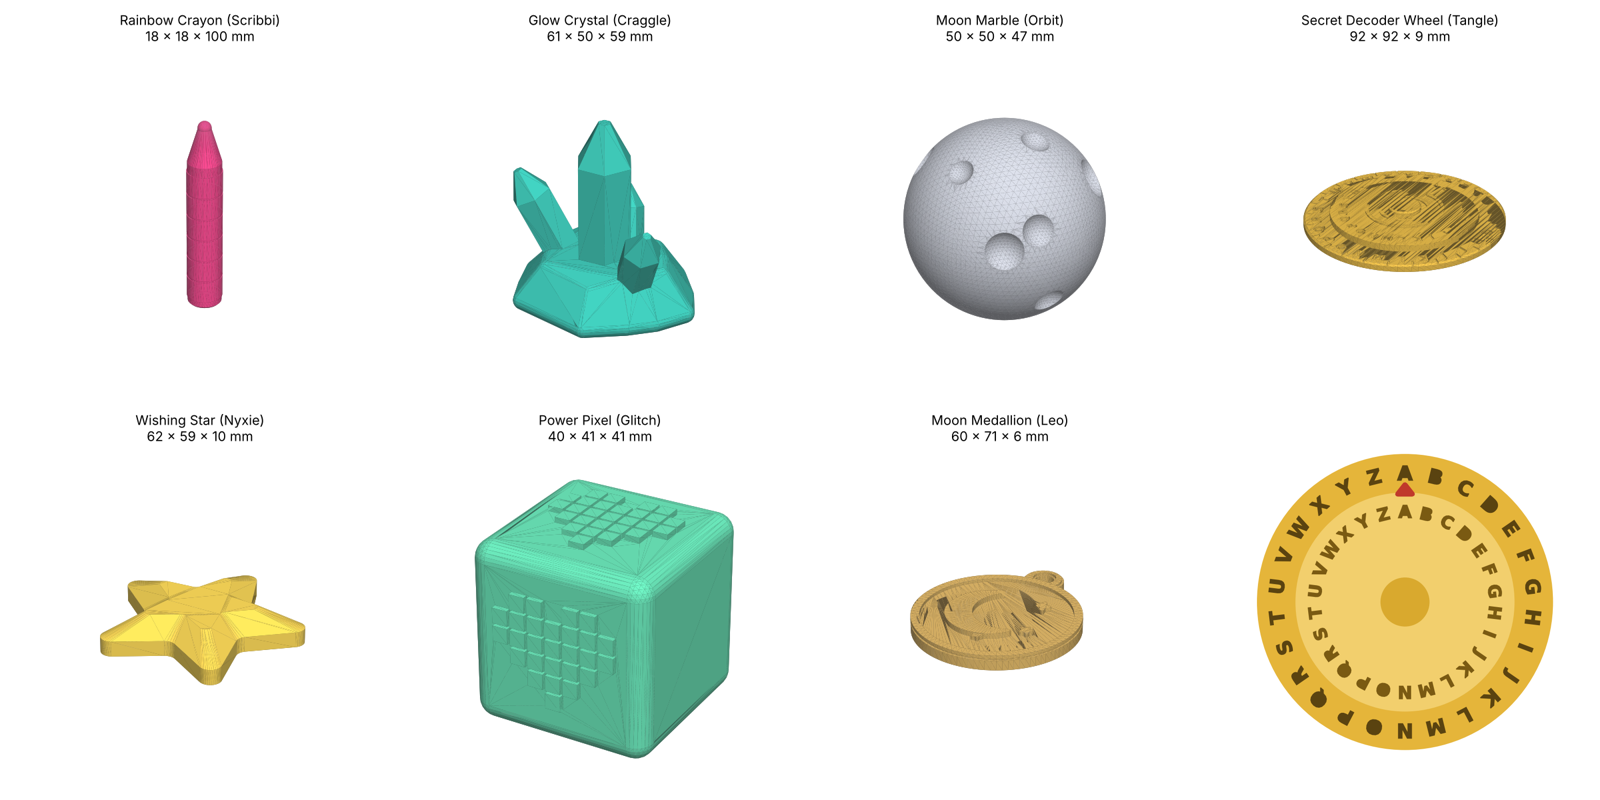 Rainbow Crayon (Scribbi)
18 × 18 × 100 mm
Glow Crystal (Craggle)
61 × 50 × 59 mm
Moon Marble (Orbit)
50 × 50 × 47 mm
Secret Decoder Wheel (Tangle)
92 × 92 × 9 mm
Wishing Star (Nyxie)
62 × 59 × 10 mm
Power Pixel (Glitch)
40 × 41 × 41 mm
Moon Medallion (Leo)
60 × 71 × 6 mm
A B C D E F G H I J K L M N O P Q R S T U V W X Y Z
A B C D E F G H I J K L M N O P Q R S T U V W X Y Z